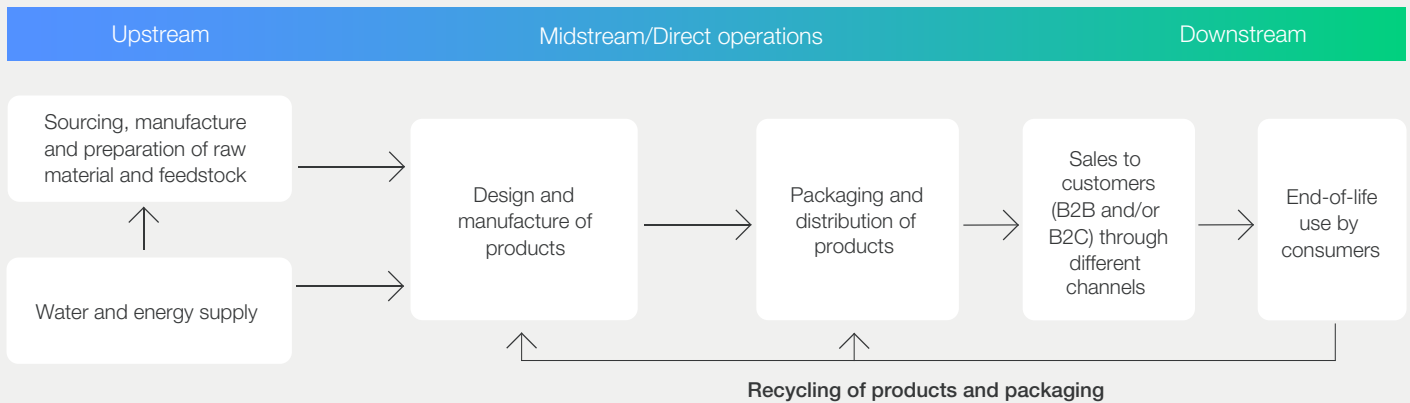 Upstream
Midstream/Direct operations
Downstream
Sourcing, manufacture
and preparation of raw
material and feedstock
Water and energy supply
Design and
manufacture of
products
Packaging and
distribution of
products
Sales to
customers
(B2B and/or
B2C) through
different
channels
End-of-life
use by
consumers
Recycling of products and packaging